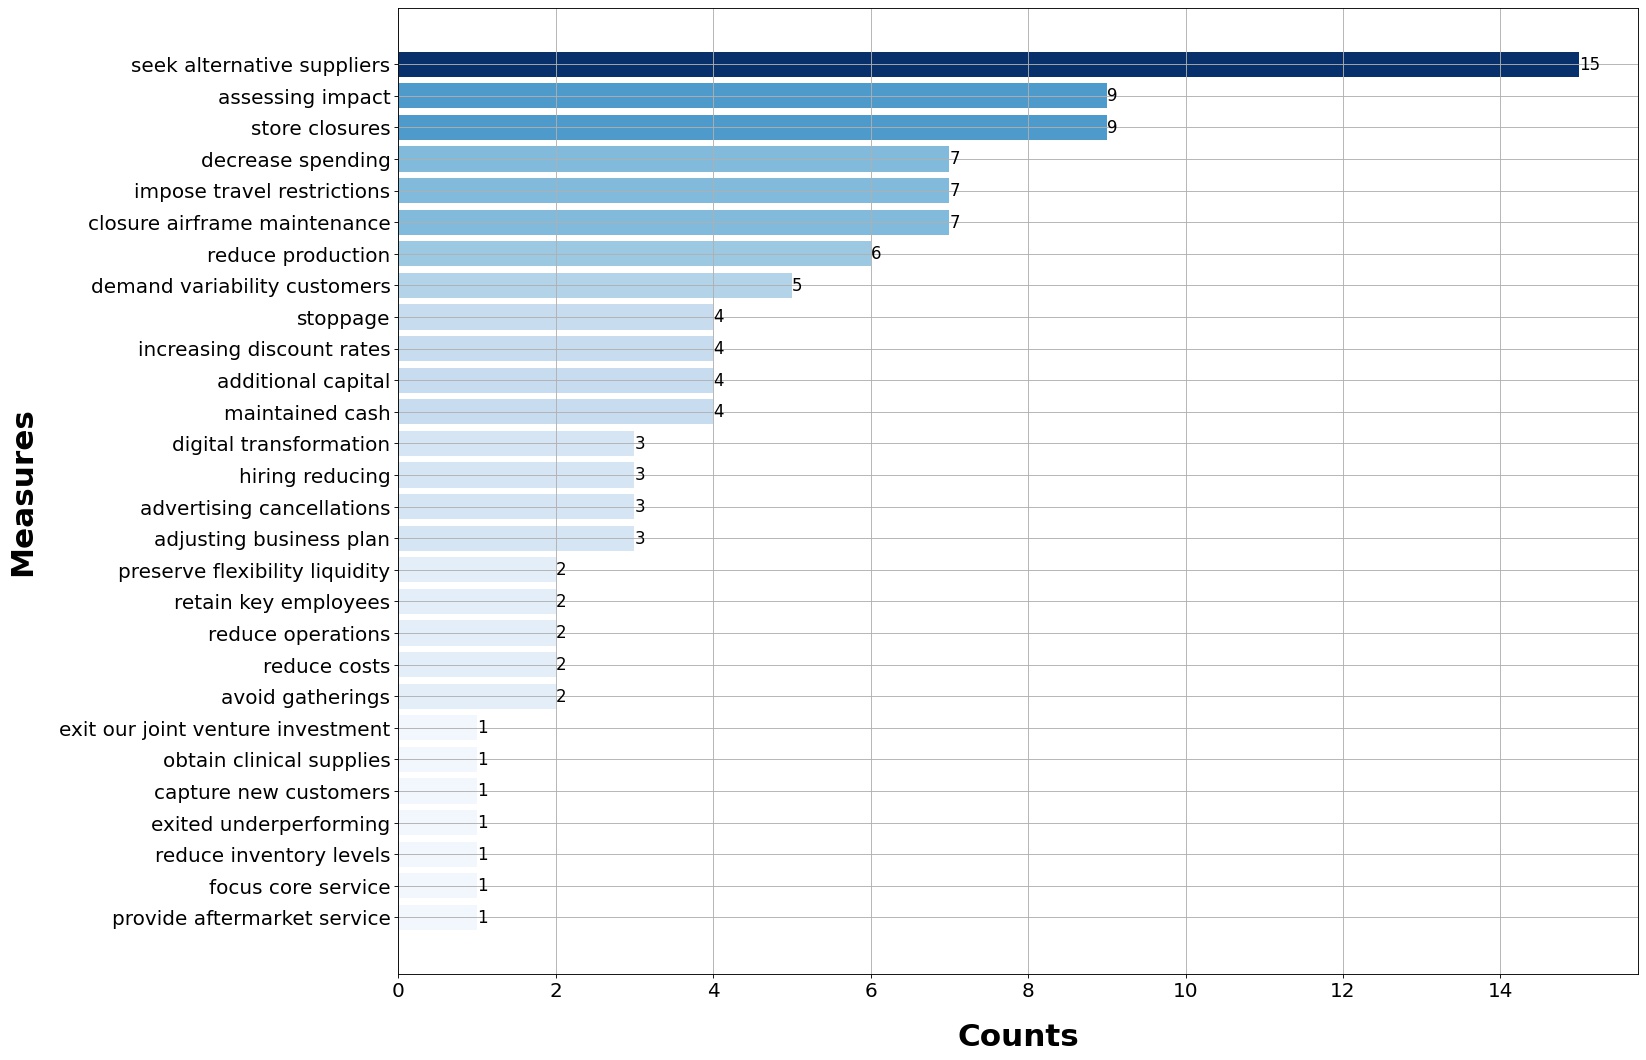 seek alternative suppliers 15
assessing impact 9
store closures 9
decrease spending 7
impose travel restrictions 7
closure airframe maintenance 7
reduce production 6
demand variability customers 5
stoppage 4
increasing discount rates 4
additional capital 4
maintained cash 4
digital transformation 3
hiring reducing 3
advertising cancellations 3
adjusting business plan 3
preserve flexibility liquidity 2
retain key employees 2
reduce operations 2
reduce costs 2
avoid gatherings 2
exit our joint venture investment 1
obtain clinical supplies 1
capture new customers 1
exited underperforming 1
reduce inventory levels 1
focus core service 1
provide aftermarket service 1
Measures
0 2 4 6 8 10 12 14
Counts